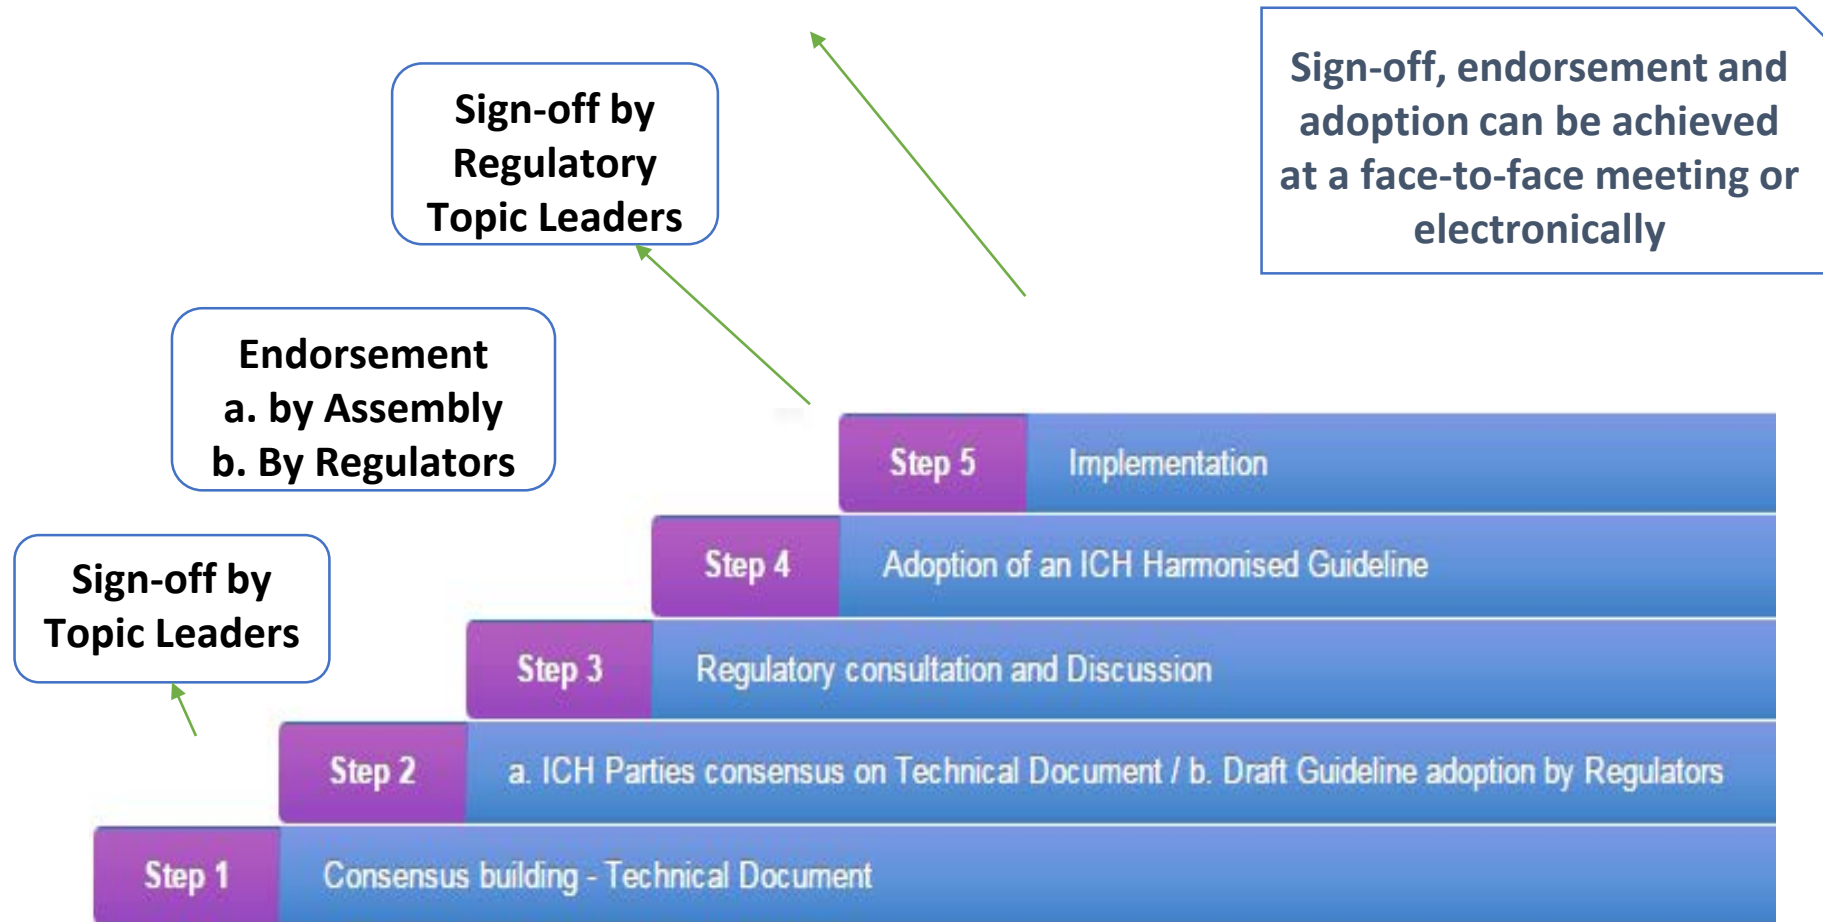 Sign-off, endorsement and
adoption can be achieved
at a face-to-face meeting or
electronically
Sign-off by
Regulatory
Topic Leaders
Endorsement
a. by Assembly
b. By Regulators
Sign-off by
Topic Leaders
Step 5 Implementation
Step 4 Adoption of an ICH Harmonised Guideline
Step 3 Regulatory consultation and Discussion
Step 2 a. ICH Parties consensus on Technical Document / b. Draft Guideline adoption by Regulators
Step 1 Consensus building - Technical Document